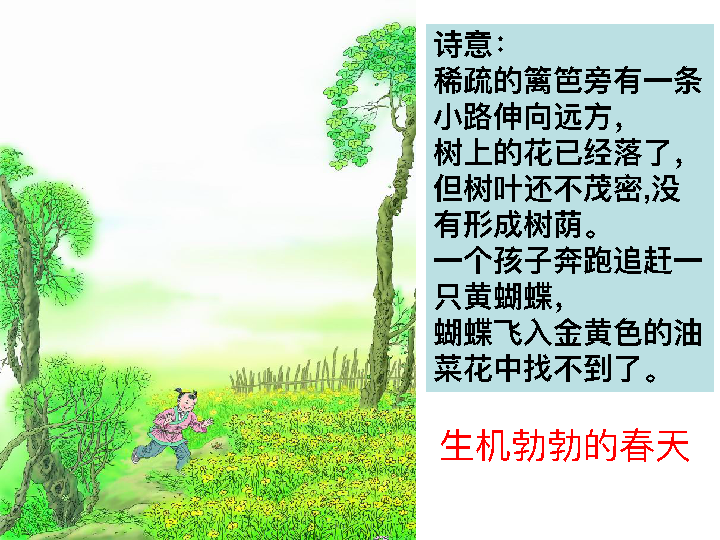 诗意：
稀疏的篱笆旁有一条
小路伸向远方，
树上的花已经落了，
但树叶还不茂密,没
有形成树荫。
一个孩子奔跑追赶一
只黄蝴蝶，
蝴蝶飞入金黄色的油
菜花中找不到了。
生机勃勃的春天